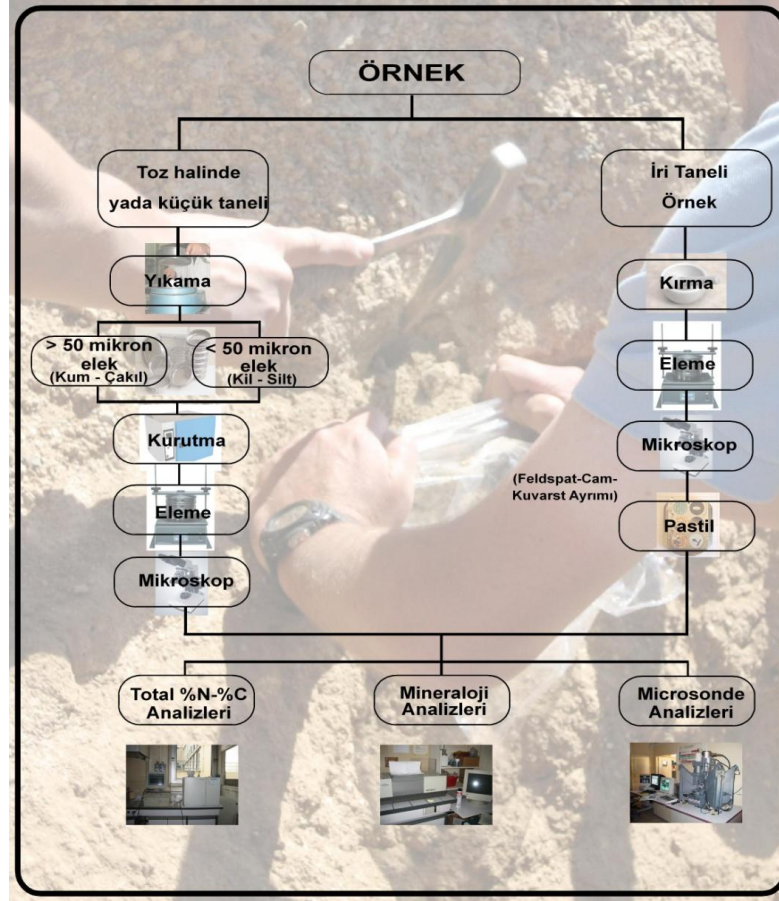 ÖRNEK
Toz halinde
yada küçük taneli
İri Taneli
Örnek
Yıkama
Kırma
> 50 mikron
elek
(Kum - Çakıl)
< 50 mikron
elek
(Kil - Silt)
Eleme
Kurutma
Mikroskop
(Feldspat-Cam-
Kuvarst Ayrımı)
Eleme
Pastil
Mikroskop
Total %N-%C
Analizleri
Mineraloji
Analizleri
Microsonde
Analizleri